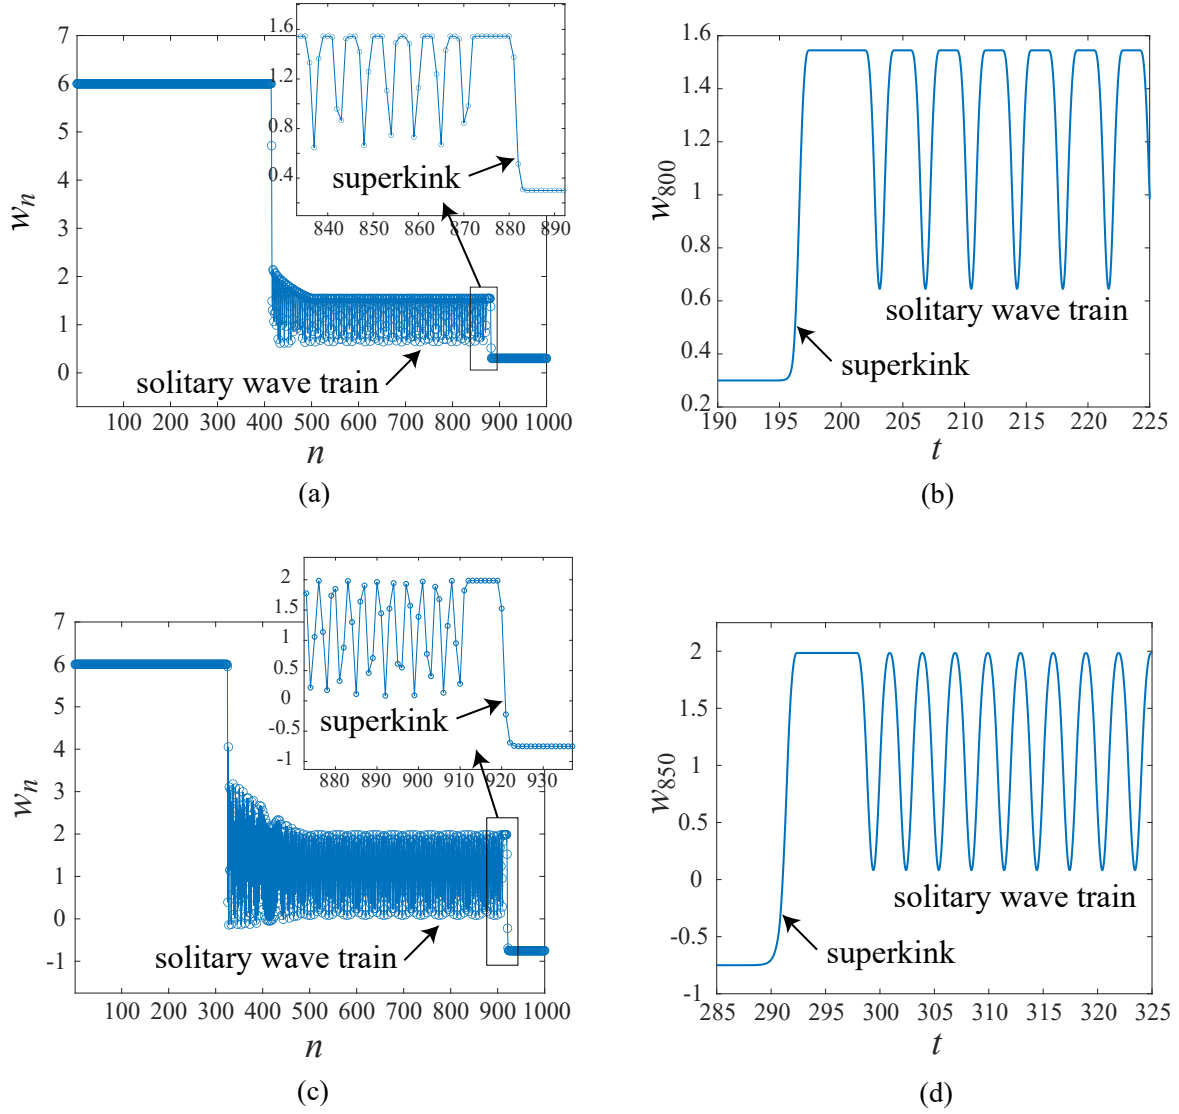 7
6
5
4
3
2
1
0
w_n
100 200 300 400 500 600 700 800 900 1000
n
1.6
1.2
0.8
0.4
840 850 860 870 880 890
superkink
solitary wave train
(a)
1.6
1.4
1.2
1
0.8
0.6
0.4
0.2
w_800
190 195 200 205 210 215 220 225
t
solitary wave train
superkink
(b)
7
6
5
4
3
2
1
0
-1
w_n
100 200 300 400 500 600 700 800 900 1000
n
2
1.5
1
0.5
0
-0.5
-1
880 890 900 910 920 930
superkink
solitary wave train
(c)
2
1.5
1
0.5
0
-0.5
-1
w_850
285 290 295 300 305 310 315 320 325
t
solitary wave train
superkink
(d)